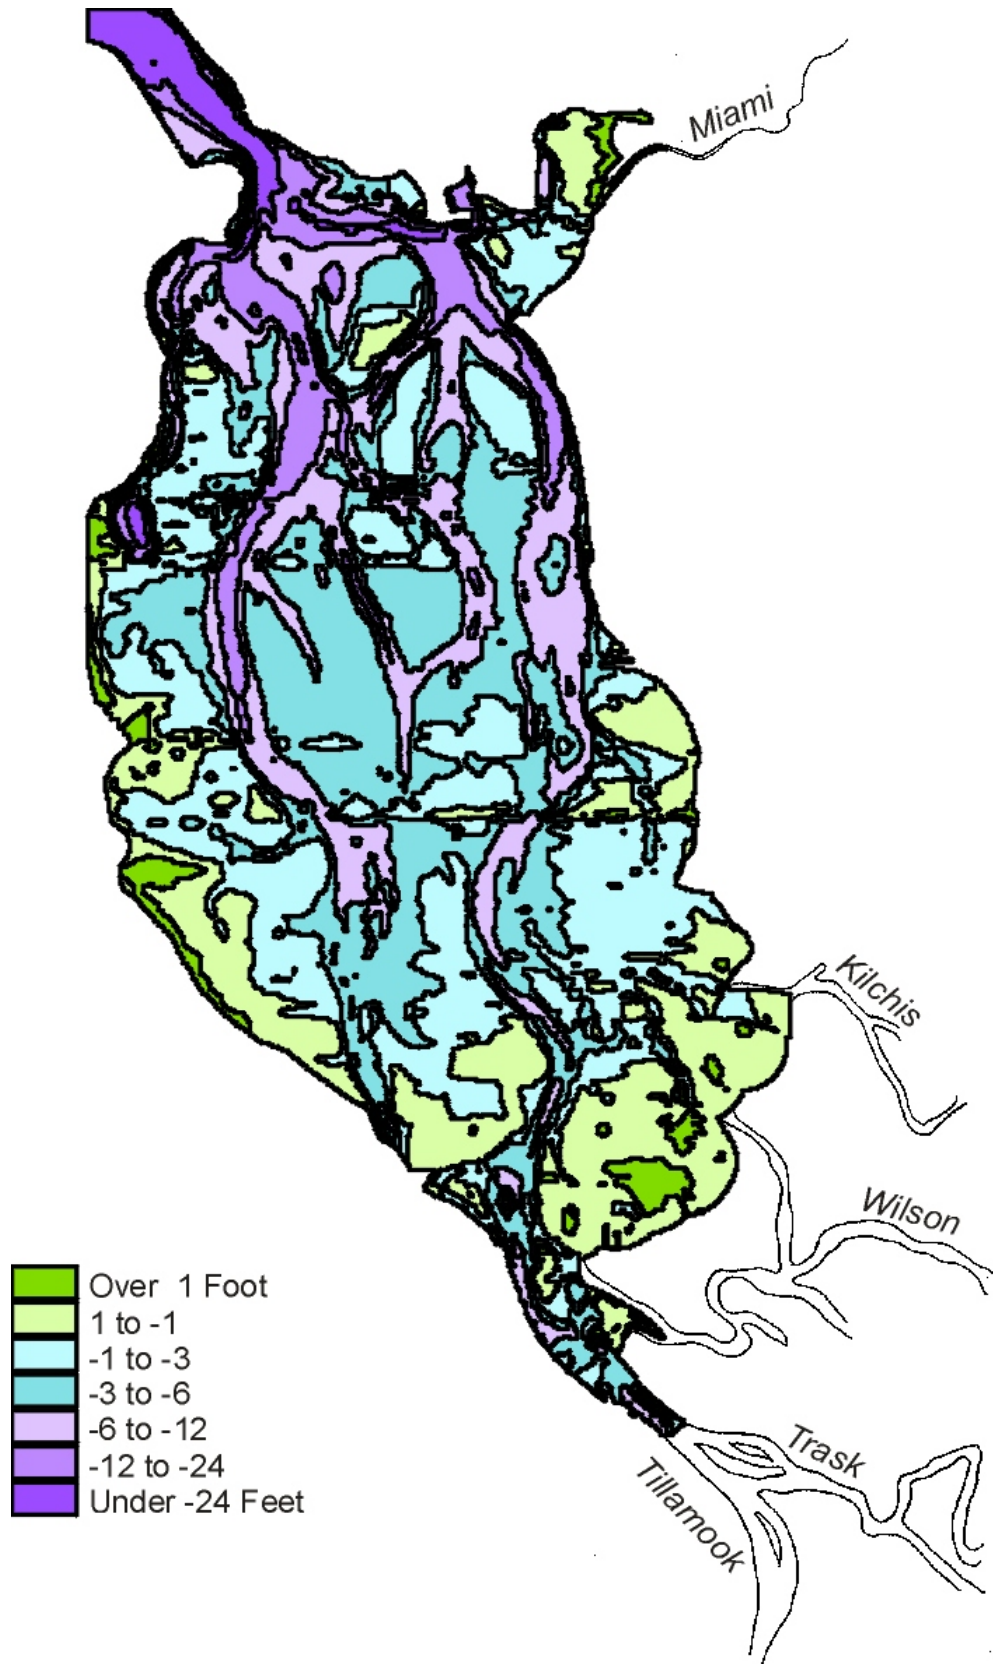 Miami
Kilchis
Wilson
Over 1 Foot
1 to -1
-1 to -3
-3 to -6
-6 to -12
-12 to -24
Under -24 Feet
Trask
Tillamook